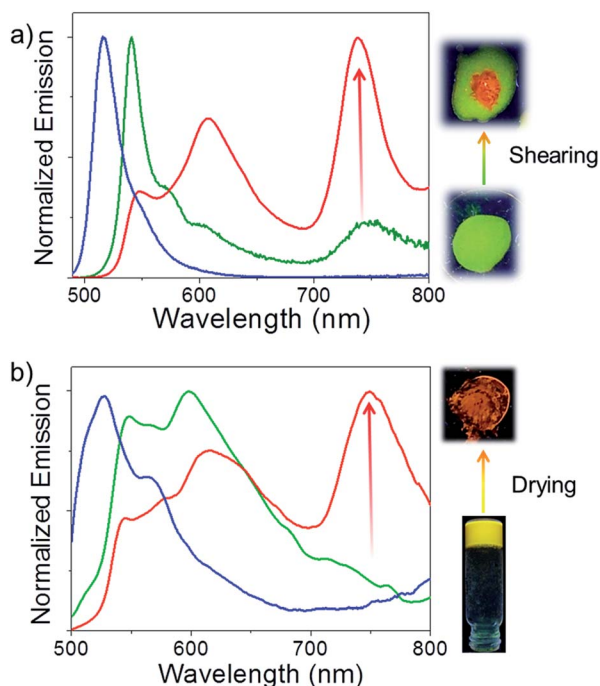 a)
Normalized Emission
500 600 700 800
Wavelength (nm)
Shearing
b)
Normalized Emission
500 600 700 800
Wavelength (nm)
Drying